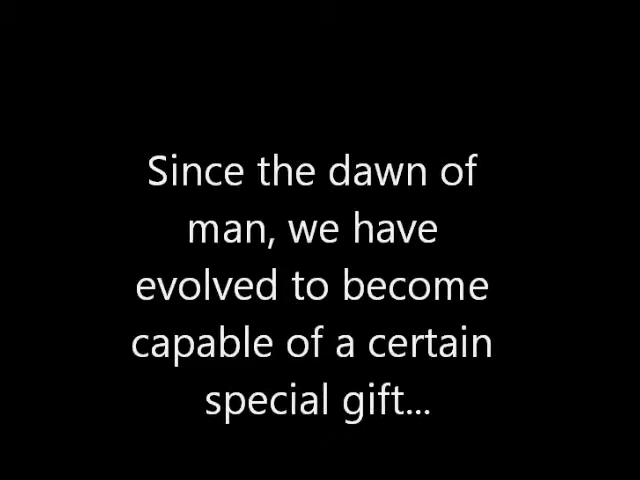 Since the dawn of
man, we have
evolved to become
capable of a certain
special gift...